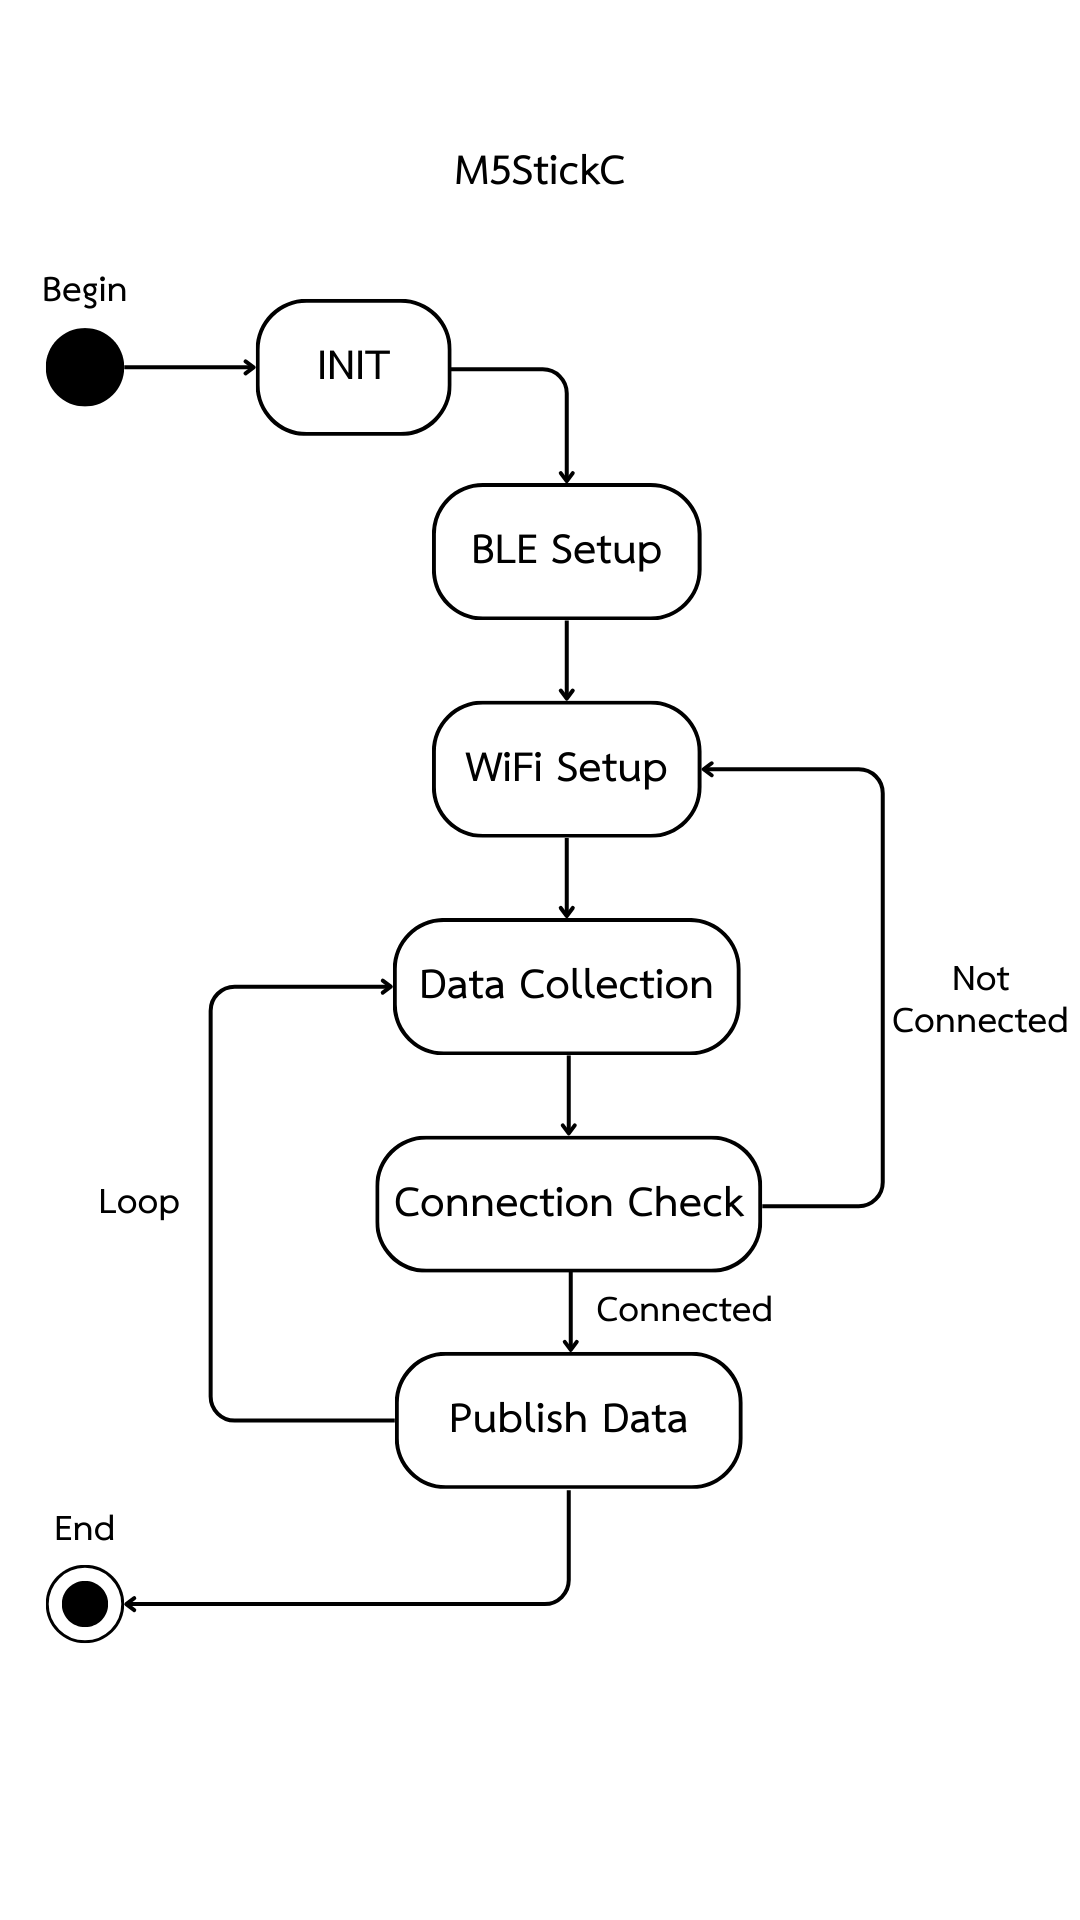 M5StickC
Begin
INIT
BLE Setup
WiFi Setup
Data Collection
Not
Connected
Connection Check
Loop
Connected
Publish Data
End